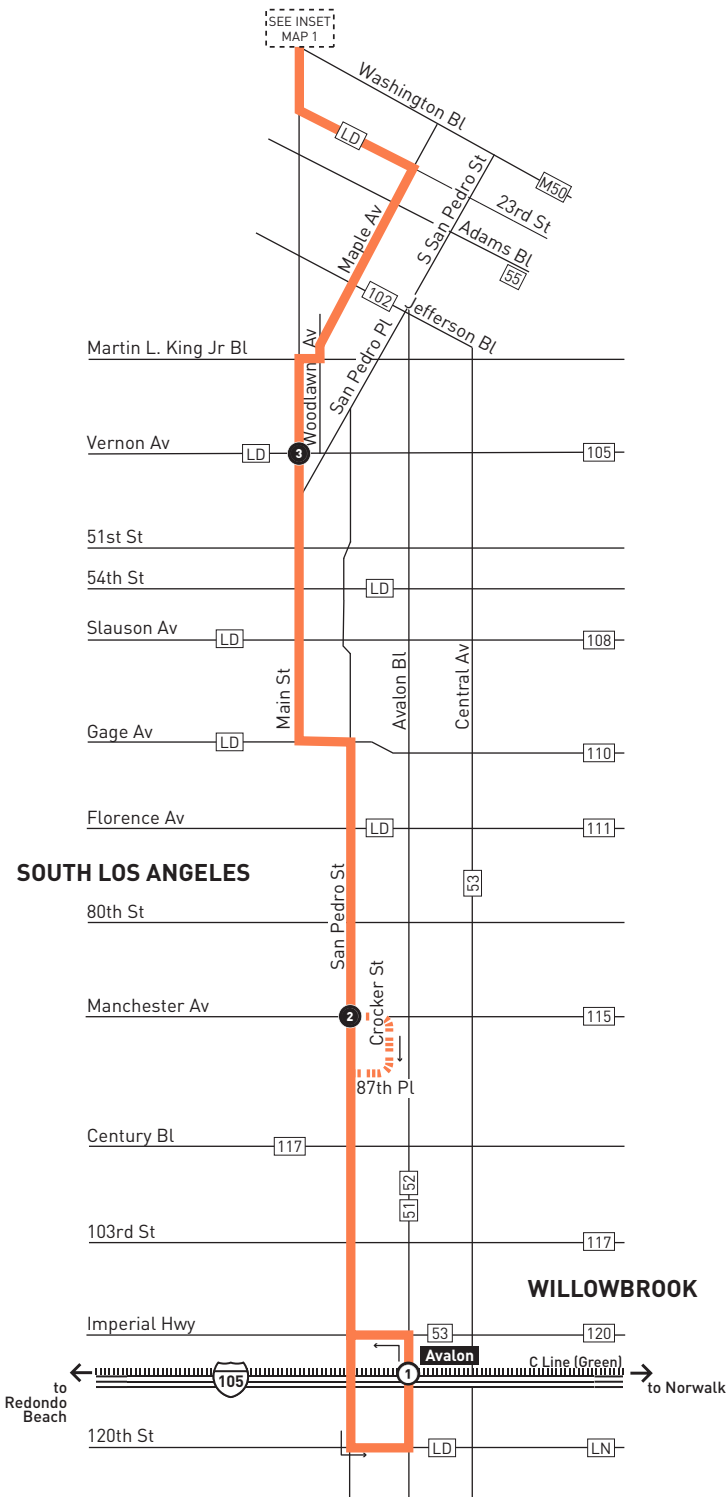 SEE INSET
MAP 1
Washington Bl
LD
M50
S San Pedro St
23rd St
Adams Bl
55
Maple Av
102
Jefferson Bl
Martin L. King Jr Bl
Woodlawn Av
San Pedro Pl
Vernon Av
LD
3
105
51st St
54th St
LD
Slauson Av
LD
108
Main St
Avalon Bl
Central Av
Gage Av
LD
110
Florence Av
LD
111
SOUTH LOS ANGELES
53
San Pedro St
80th St
Crocker St
Manchester Av
2
115
87th Pl
Century Bl
117
52
51
103rd St
117
WILLOWBROOK
Imperial Hwy
53
120
Avalon
C Line (Green)
105
1
to
Redondo
Beach
to Norwalk
120th St
LD
LN